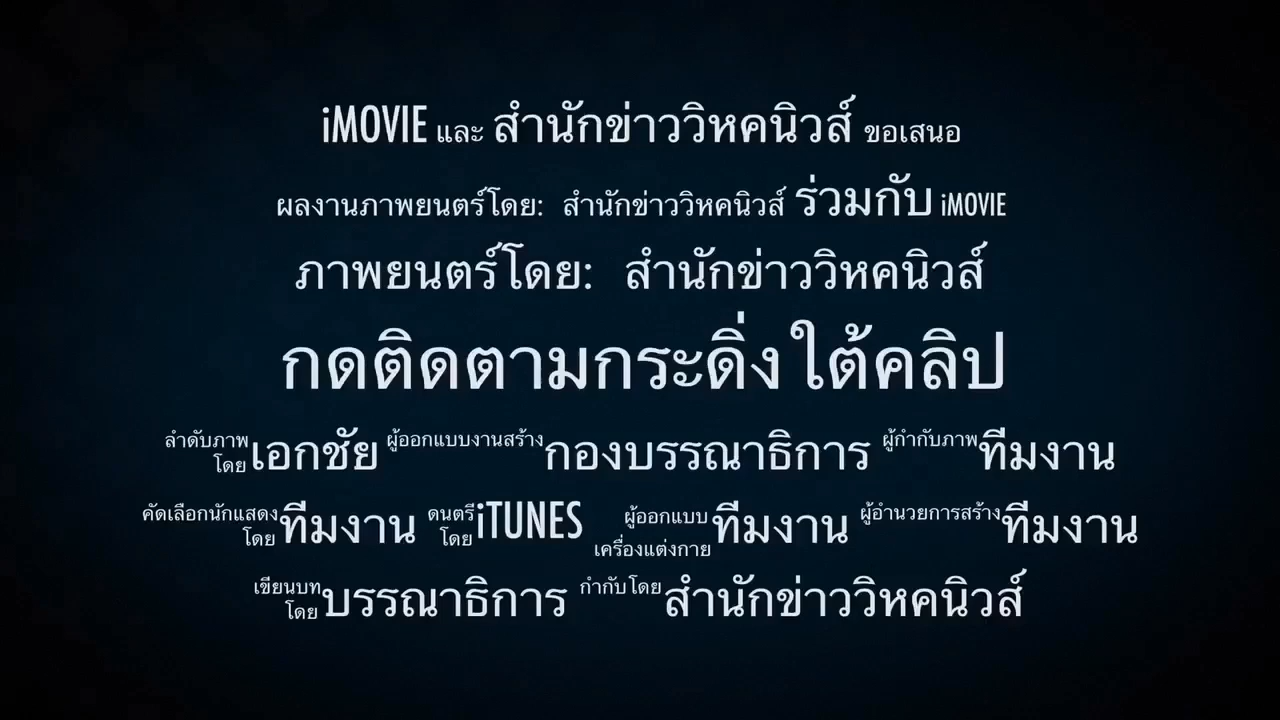 iMOVIE และ สำนักข่าววิหคนิวส์ ขอเสนอ
ผลงานภาพยนตร์โดย: สำนักข่าววิหคนิวส์ ร่วมกับ iMOVIE
ภาพยนตร์โดย: สำนักข่าววิหคนิวส์
กดติดตามกระดิ่ง ใต้คลิป
ลำดับภาพโดย เอกชัย ผู้ออกแบบงานสร้าง กองบรรณาธิการ ผู้กำกับภาพ ทีมงาน
คัดเลือกนักแสดงโดย ทีมงาน ดนตรีโดย iTUNES ผู้ออกแบบเครื่องแต่งกาย ทีมงาน ผู้อำนวยการสร้าง ทีมงาน
เขียนบทโดย บรรณาธิการ กำกับโดย สำนักข่าววิหคนิวส์